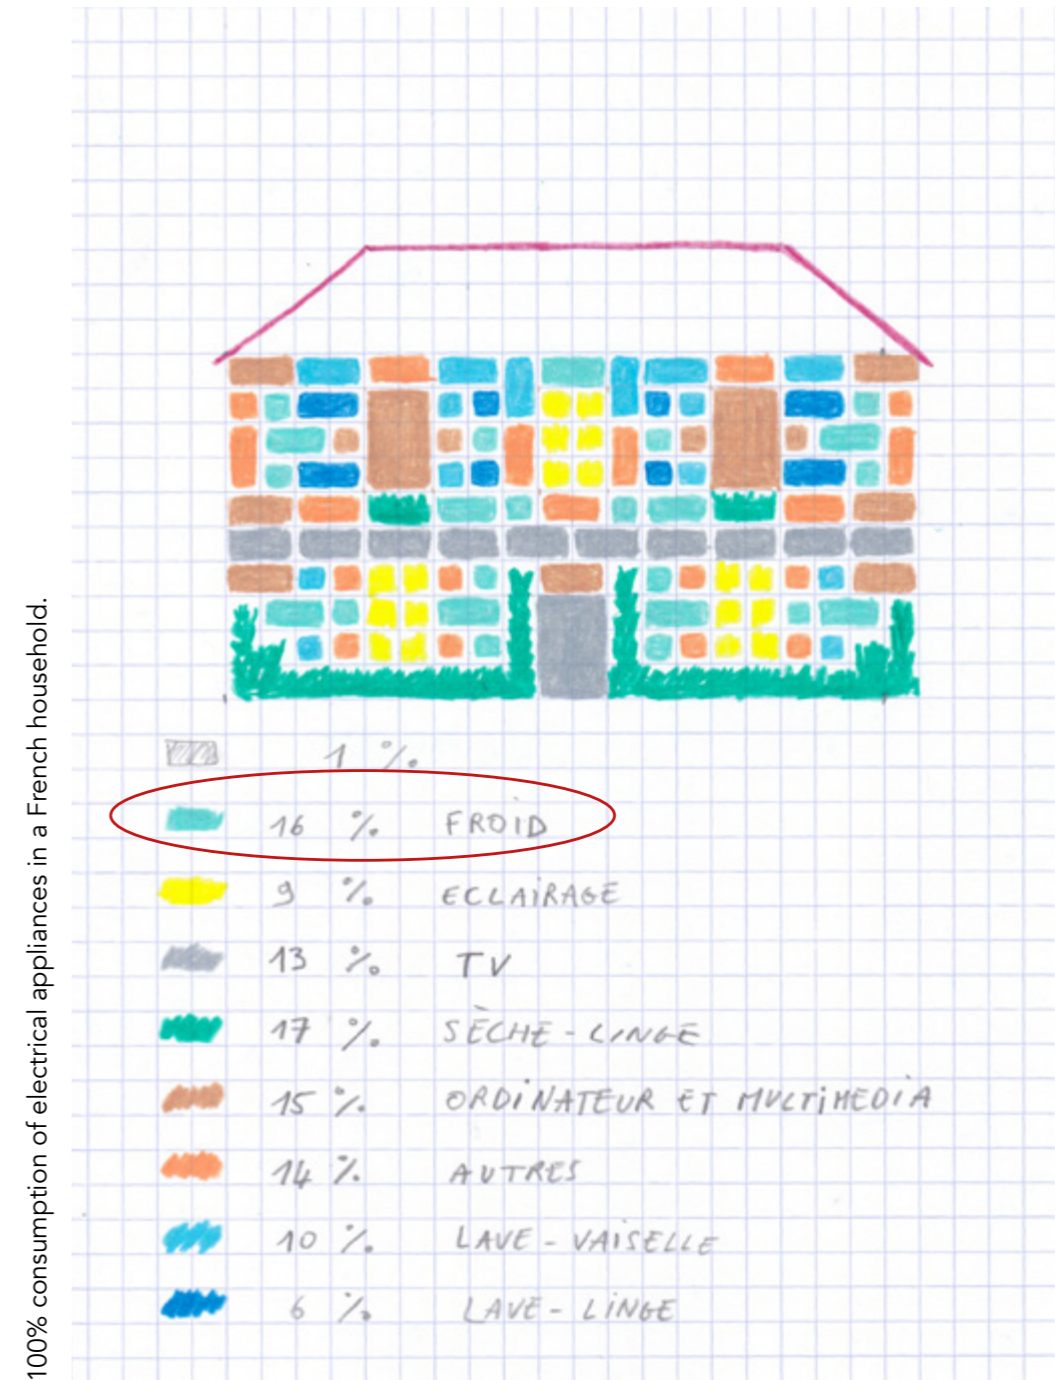 100% consumption of electrical appliances in a French household.
1 %
16 % FROID
9 % ECLAIRAGE
13 % TV
17 % SÈCHE-LINGE
15 % ORDINATEUR ET MULTIMEDIA
14 % AUTRES
10 % LAVE-VAISELLE
6 % LAVE-LINGE